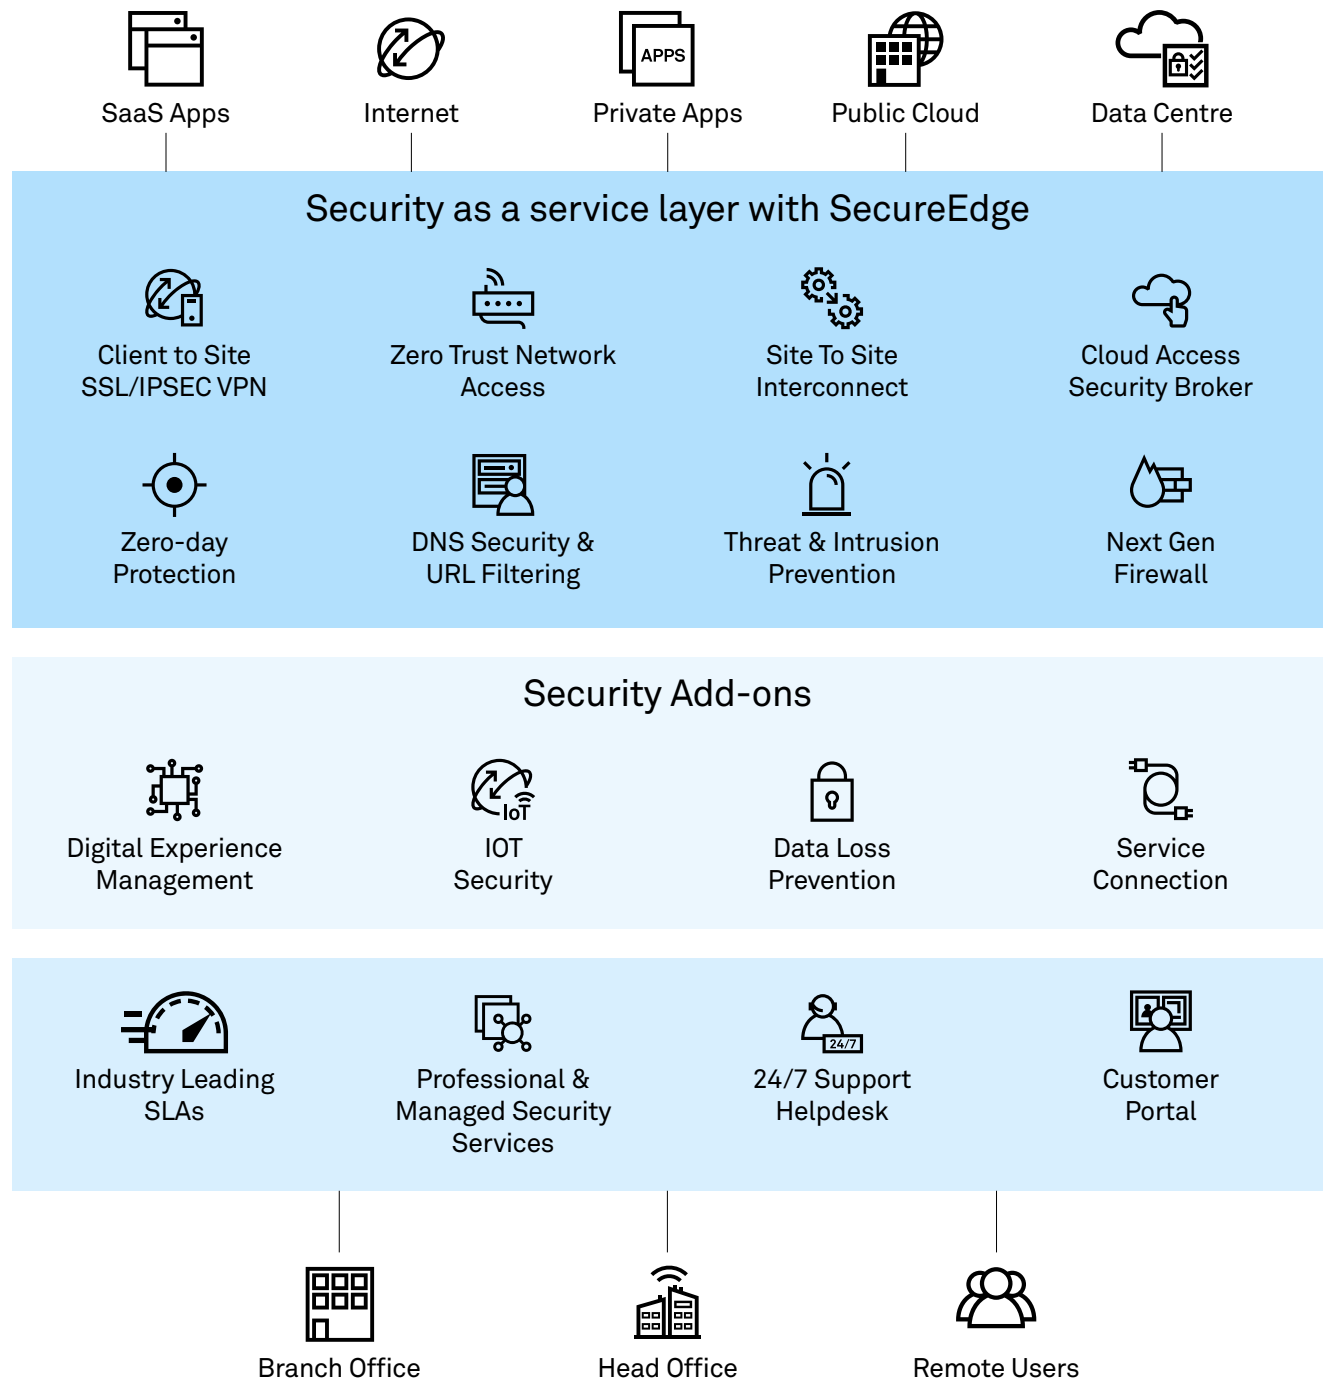 APPS
SaaS Apps
Internet
Private Apps
Public Cloud
Data Centre
Security as a service layer with SecureEdge
Client to Site
SSL/IPSEC VPN
Zero Trust Network
Access
Site To Site
Interconnect
Cloud Access
Security Broker
Zero-day
Protection
DNS Security &
URL Filtering
Threat & Intrusion
Prevention
Next Gen
Firewall
Security Add-ons
Digital Experience
Management
IoT
IOT
Security
Data Loss
Prevention
Service
Connection
Industry Leading
SLAs
Professional &
Managed Security
Services
24/7
24/7 Support
Helpdesk
Customer
Portal
Branch Office
Head Office
Remote Users